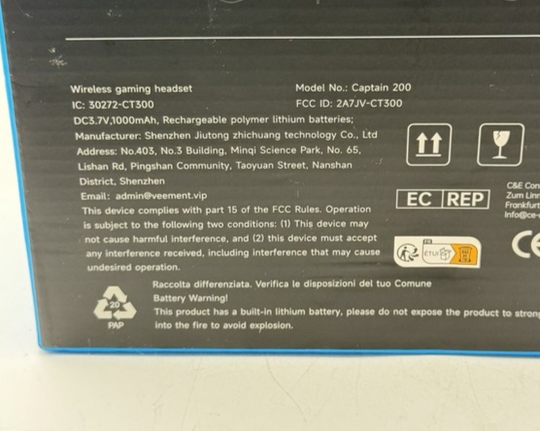 Wireless gaming headset Model No.: Captain 200
IC: 30272-CT300 FCC ID: 2A7JV-CT300
DC3.7V,1000mAh, Rechargeable polymer lithium batteries;
Manufacturer: Shenzhen Jiutong zhichuang technology Co., Ltd
Address: No.403, No.3 Building, Minqi Science Park, No. 65,
Lishan Rd, Pingshan Community, Taoyuan Street, Nanshan
District, Shenzhen
Email: admin@veement.vip
This device complies with part 15 of the FCC Rules. Operation
is subject to the following two conditions: (1) This device may
not cause harmful interference, and (2) this device must accept
any interference received, including interference that may cause
undesired operation.
EC REP
C&E Con
Zum Linn
Frankfurt
Info@ce-
FR
ÉTUI
CE
20
PAP
Raccolta differenziata. Verifica le disposizioni del tuo Comune
Battery Warning!
This product has a built-in lithium battery, please do not expose the product to strong
into the fire to avoid explosion.